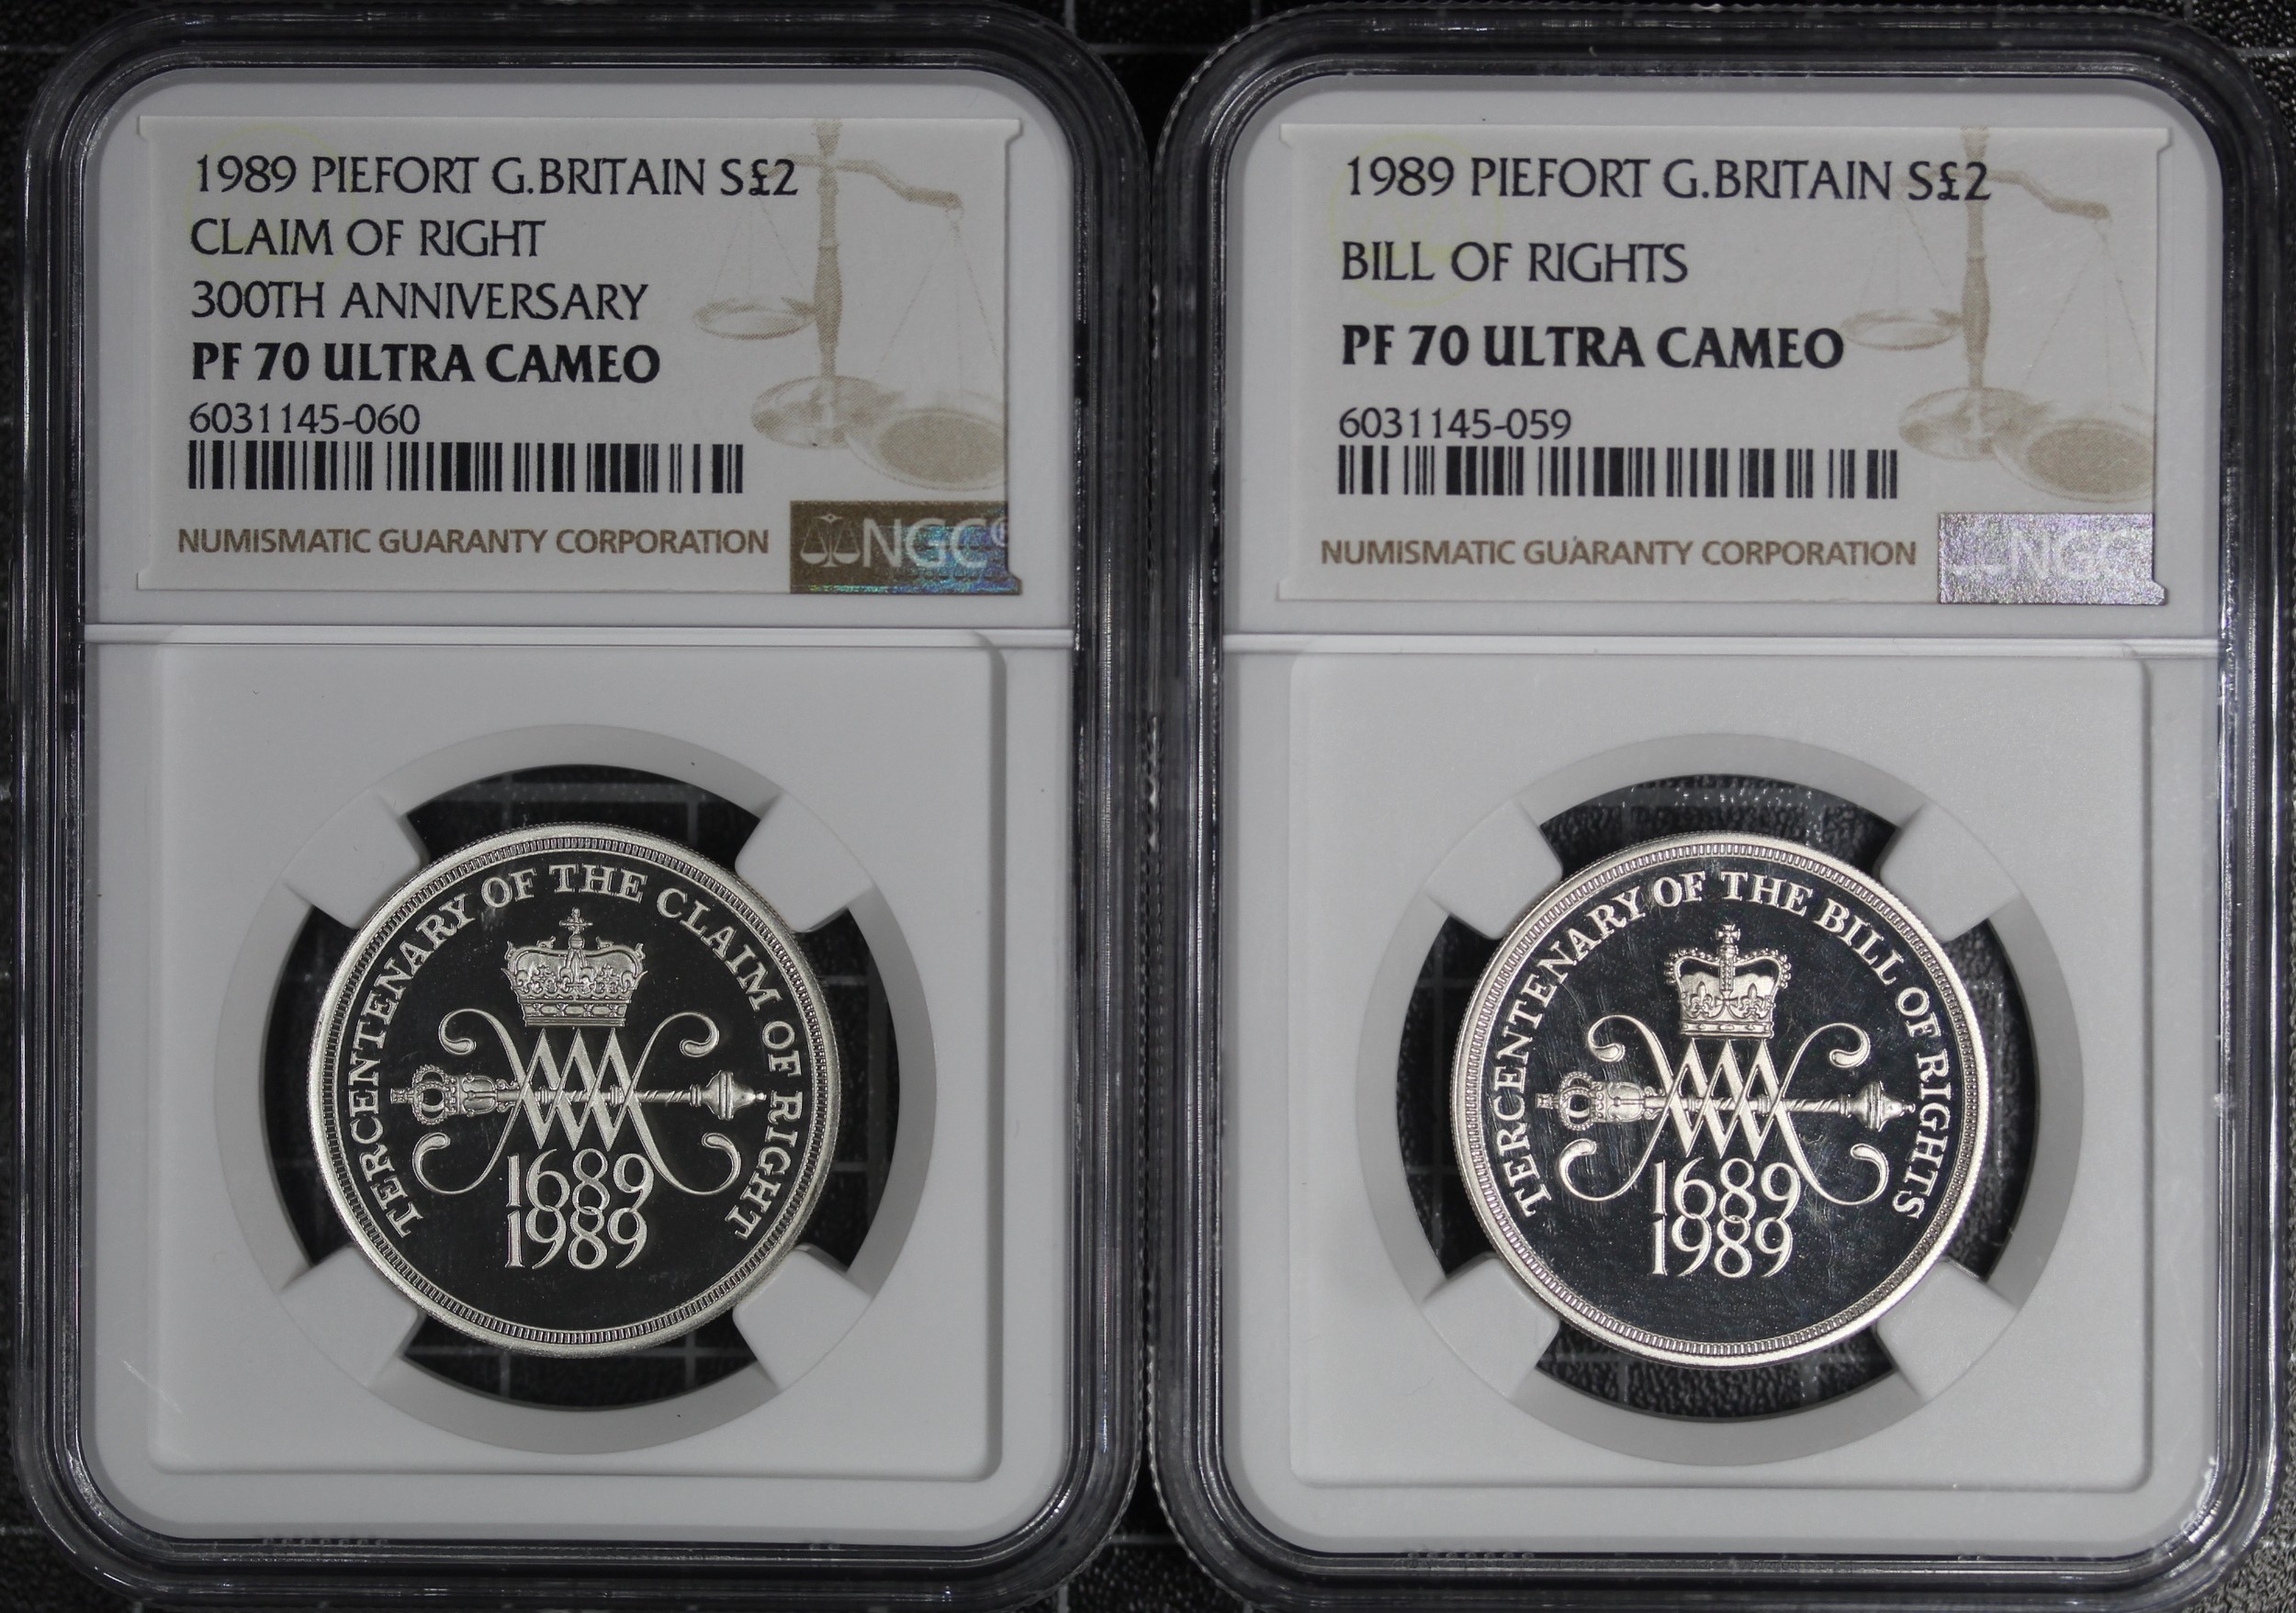 1989 PIEFORT G.BRITAIN S£2
CLAIM OF RIGHT
300TH ANNIVERSARY
PF 70 ULTRA CAMEO
6031145-060
NUMISMATIC GUARANTY CORPORATION
NGC
TERCENTENARY OF THE CLAIM OF RIGHT
1689
1989
1989 PIEFORT G.BRITAIN S£2
BILL OF RIGHTS
PF 70 ULTRA CAMEO
6031145-059
NUMISMATIC GUARANTY CORPORATION
NGC
TERCENTENARY OF THE BILL OF RIGHTS
1689
1989